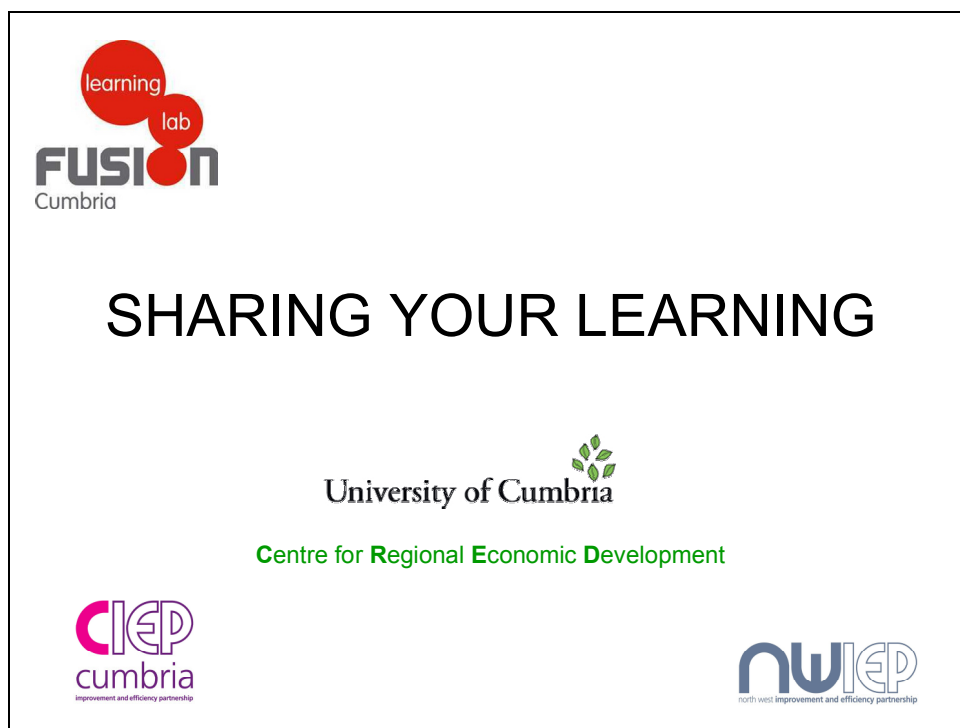 learning
lab
FUSION
Cumbria
SHARING YOUR LEARNING
University of Cumbria
Centre for Regional Economic Development
CIEP
cumbria
improvement and efficiency partnership
nwIEP
north west improvement and efficiency partnership